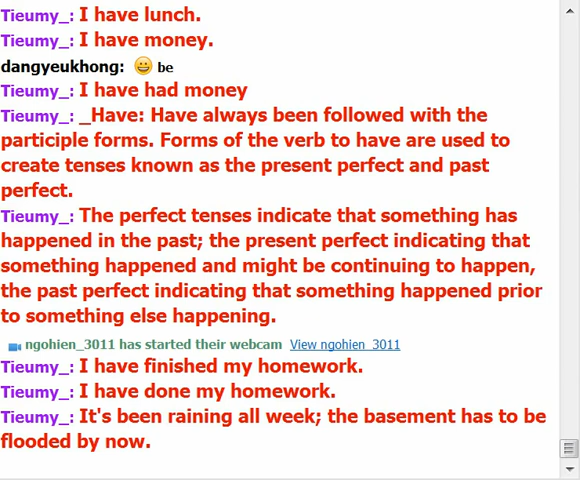 Tieumy_: I have lunch.
Tieumy_: I have money.
dangyeukhong: 😀 be
Tieumy_: I have had money
Tieumy_: _Have: Have always been followed with the
participle forms. Forms of the verb to have are used to
create tenses known as the present perfect and past
perfect.
Tieumy_: The perfect tenses indicate that something has
happened in the past; the present perfect indicating that
something happened and might be continuing to happen,
the past perfect indicating that something happened prior
to something else happening.
ngohien_3011 has started their webcam View ngohien_3011
Tieumy_: I have finished my homework.
Tieumy_: I have done my homework.
Tieumy_: It's been raining all week; the basement has to be
flooded by now.